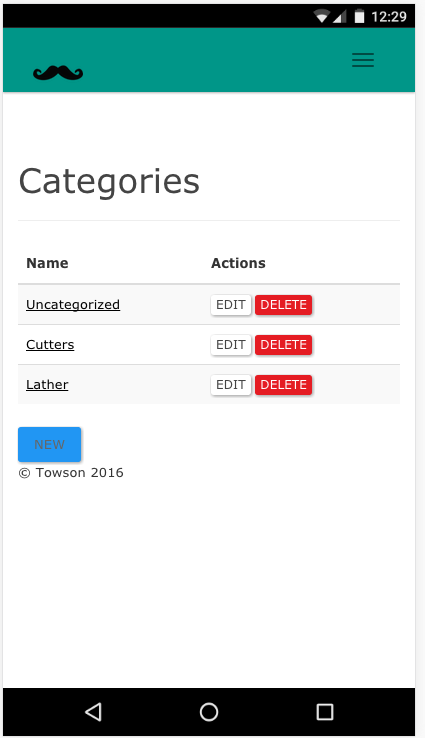 12:29
Categories
Name Actions
Uncategorized EDIT DELETE
Cutters EDIT DELETE
Lather EDIT DELETE
NEW
© Towson 2016